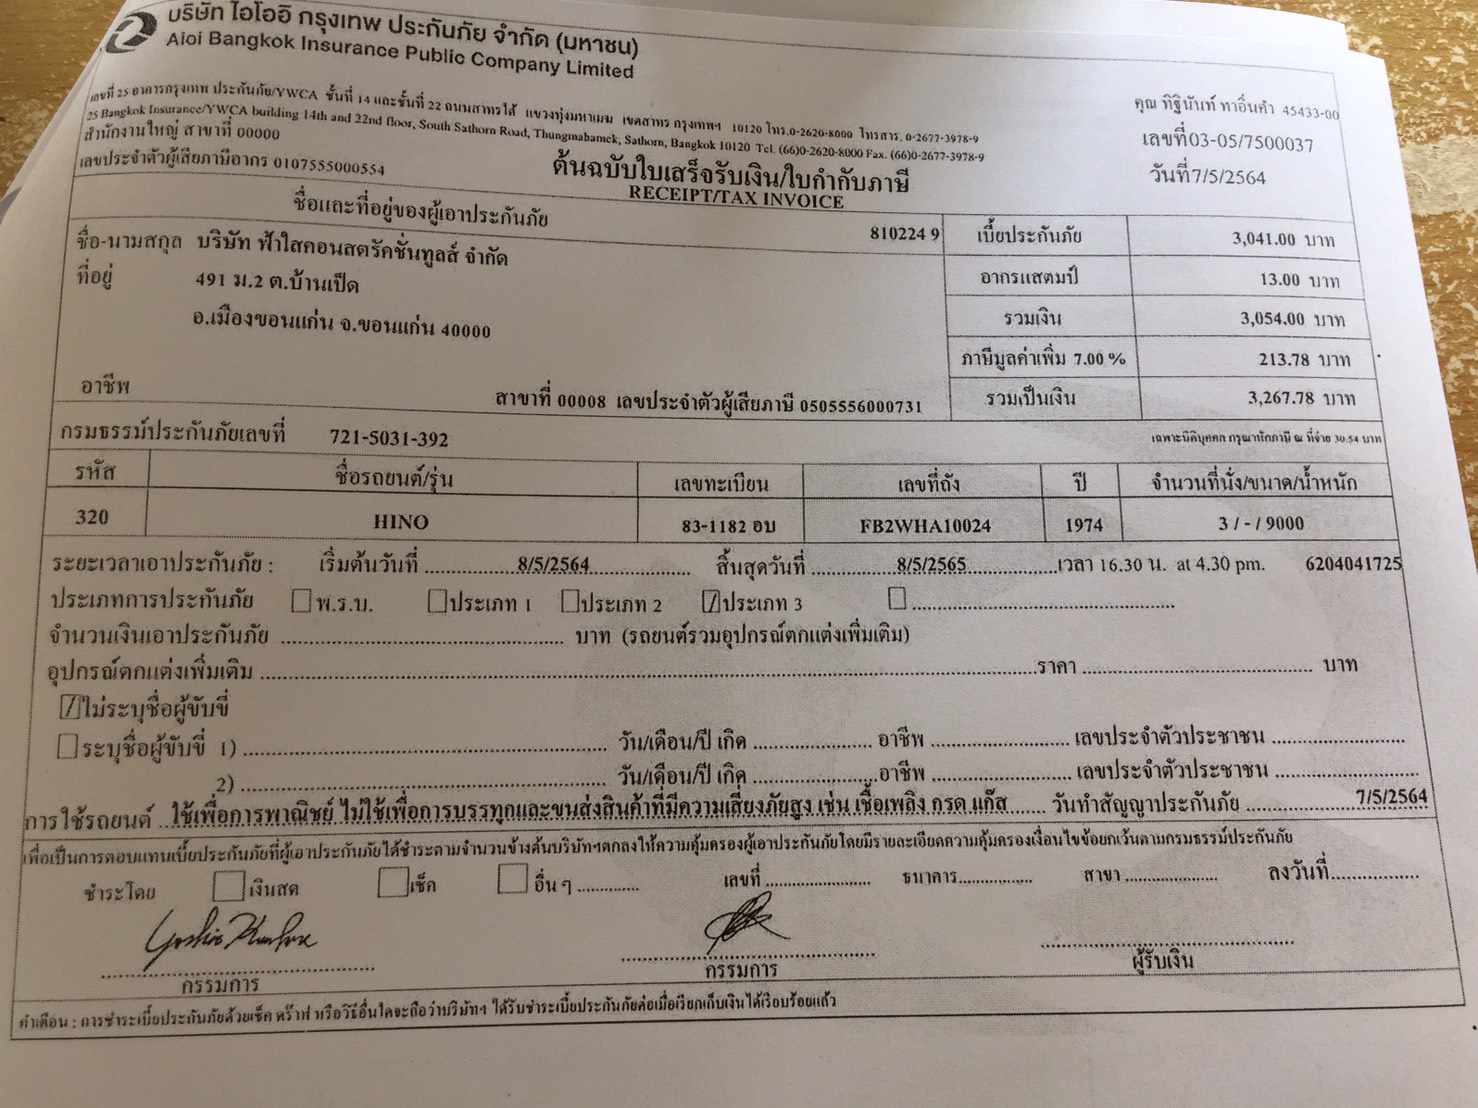 บริษัท ไอโออิ กรุงเทพ ประกันภัย จำกัด (มหาชน)
Aioi Bangkok Insurance Public Company Limited
เลขที่ 25 อาคารกรุงเทพ ประกันภัย/YWCA ชั้นที่ 14 และชั้นที่ 22 ถนนสาทรใต้ แขวงทุ่งมหาเมฆ เขตสาทร กรุงเทพฯ 10120 โทร.0-2620-8000 โทรสาร. 0-2677-3978-9
25 Bangkok Insurance/YWCA building 14th and 22nd floor, South Sathorn Road, Thungmahamek, Sathorn, Bangkok 10120 Tel. (66)0-2620-8000 Fax. (66)0-2677-3978-9
สำนักงานใหญ่ สาขาที่ 00000
เลขประจำตัวผู้เสียภาษีอากร 0107555000554
คุณ ทิฐินันท์ ทาอิ่นคำ 45433-00
เลขที่03-05/7500037
วันที่7/5/2564
ต้นฉบับใบเสร็จรับเงิน/ใบกำกับภาษี
RECEIPT/TAX INVOICE
ชื่อและที่อยู่ของผู้เอาประกันภัย
810224 9
ชื่อ-นามสกุล บริษัท ฟ้าใสคอนสตรัคชั่นทูลส์ จำกัด
ที่อยู่ 491 ม.2 ต.บ้านเป็ด
อ.เมืองขอนแก่น จ.ขอนแก่น 40000
อาชีพ
สาขาที่ 00008 เลขประจำตัวผู้เสียภาษี 0505556000731
เบี้ยประกันภัย 3,041.00 บาท
อากรแสตมป์ 13.00 บาท
รวมเงิน 3,054.00 บาท
ภาษีมูลค่าเพิ่ม 7.00 % 213.78 บาท
รวมเป็นเงิน 3,267.78 บาท
กรมธรรม์ประกันภัยเลขที่ 721-5031-392
เฉพาะนิติบุคคล กรุณาหักภาษี ณ ที่จ่าย 30.54 บาท
รหัส ชื่อรถยนต์/รุ่น เลขทะเบียน เลขที่ถัง ปี จำนวนที่นั่ง/ขนาด/น้ำหนัก
320 HINO 83-1182 อบ FB2WHA10024 1974 3 / - / 9000
ระยะเวลาเอาประกันภัย : เริ่มต้นวันที่ 8/5/2564 สิ้นสุดวันที่ 8/5/2565 เวลา 16.30 น. at 4.30 pm. 6204041725
ประเภทการประกันภัย พ.ร.บ. ประเภท 1 ประเภท 2 / ประเภท 3
จำนวนเงินเอาประกันภัย บาท (รถยนต์รวมอุปกรณ์ตกแต่งเพิ่มเติม)
อุปกรณ์ตกแต่งเพิ่มเติม ราคา บาท
/ ไม่ระบุชื่อผู้ขับขี่
ระบุชื่อผู้ขับขี่ 1) วัน/เดือน/ปี เกิด อาชีพ เลขประจำตัวประชาชน
2) วัน/เดือน/ปี เกิด อาชีพ เลขประจำตัวประชาชน
การใช้รถยนต์ ใช้เพื่อการพาณิชย์ ไม่ใช้เพื่อการบรรทุกและขนส่งสินค้าที่มีความเสี่ยงภัยสูง เช่น เชื้อเพลิง กรด แก๊ส วันทำสัญญาประกันภัย 7/5/2564
เพื่อเป็นการตอบแทนเบี้ยประกันภัยที่ผู้เอาประกันภัยได้ชำระตามจำนวนข้างต้นบริษัทฯตกลงให้ความคุ้มครองผู้เอาประกันภัยโดยมีรายละเอียดความคุ้มครองเงื่อนไขข้อยกเว้นตามกรมธรรม์ประกันภัย
ชำระโดย เงินสด เช็ค อื่น ๆ เลขที่ ธนาคาร สาขา ลงวันที่
กรรมการ กรรมการ ผู้รับเงิน
คำเตือน : การชำระเบี้ยประกันภัยด้วยเช็ค ดร๊าฟ หรือวิธีอื่นใดจะถือว่าบริษัทฯ ได้รับชำระเบี้ยประกันภัยต่อเมื่อเรียกเก็บเงินได้เรียบร้อยแล้ว